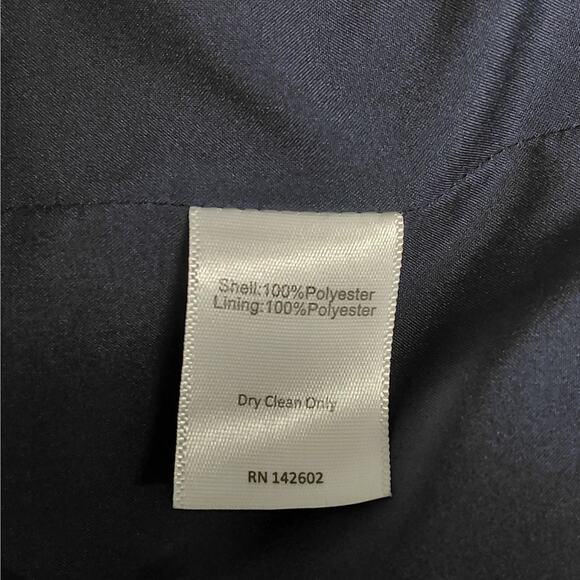 Shell:100%Polyester
Lining:100%Polyester
Dry Clean Only
RN 142602